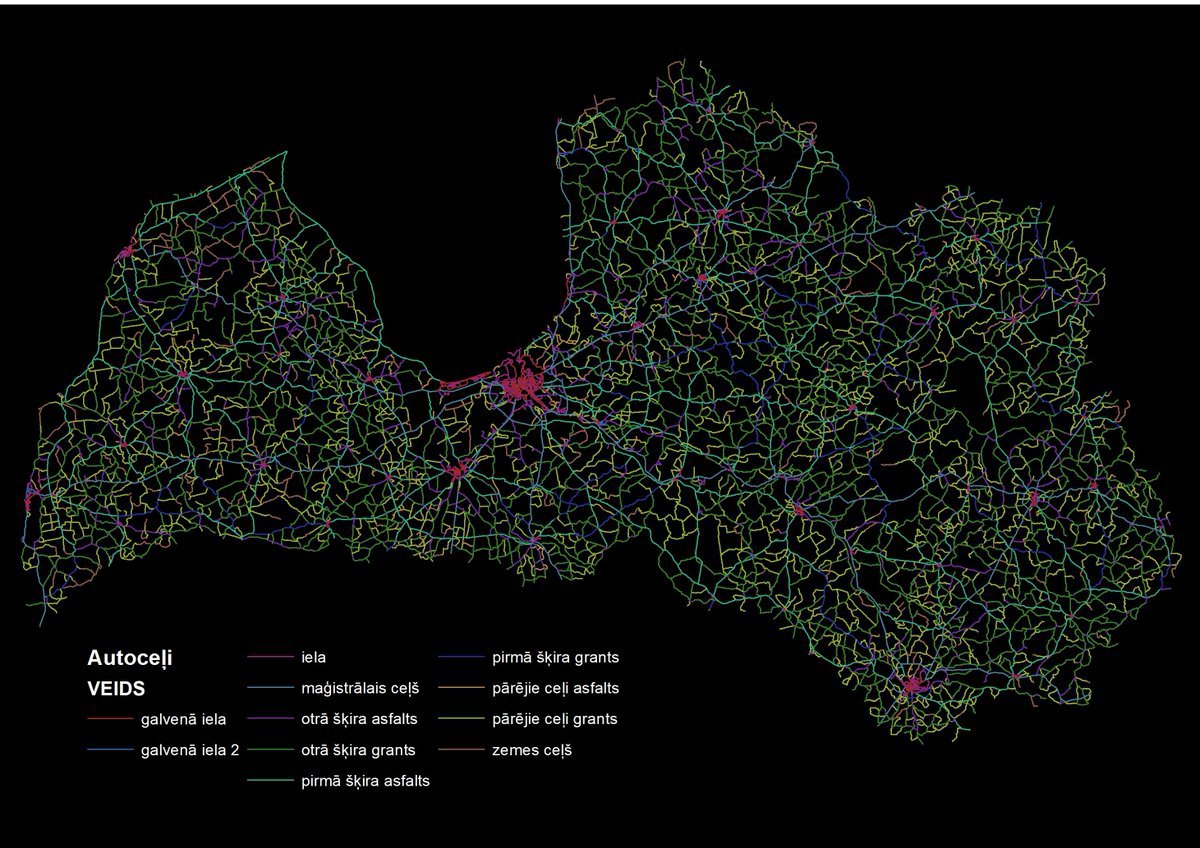 Autoceļi
VEIDS
galvenā iela
galvenā iela 2
iela
maģistrālais ceļš
otrā šķira asfalts
otrā šķira grants
pirmā šķira asfalts
pirmā šķira grants
pārējie ceļi asfalts
pārējie ceļi grants
zemes ceļš